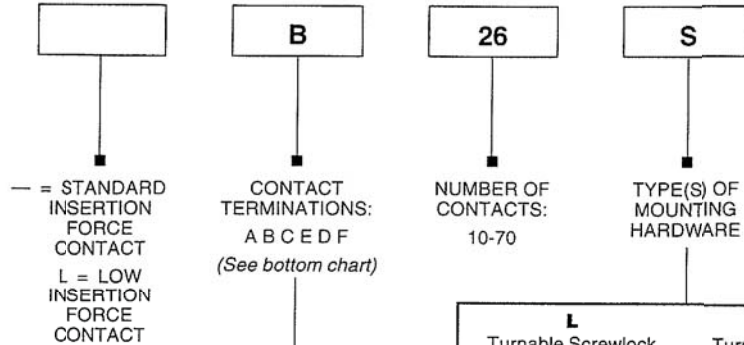 B
26
S
— = STANDARD
INSERTION
FORCE
CONTACT
L = LOW
INSERTION
FORCE
CONTACT
CONTACT
TERMINATIONS:
A B C E D F
(See bottom chart)
NUMBER OF
CONTACTS:
10-70
TYPE(S) OF
MOUNTING
HARDWARE
L
Turnable Screwlock